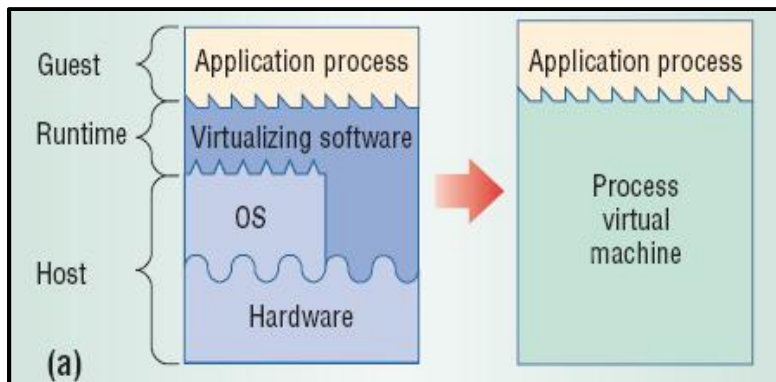 Guest
Runtime
Host
Application process
Virtualizing software
OS
Hardware
(a)
Application process
Process
virtual
machine